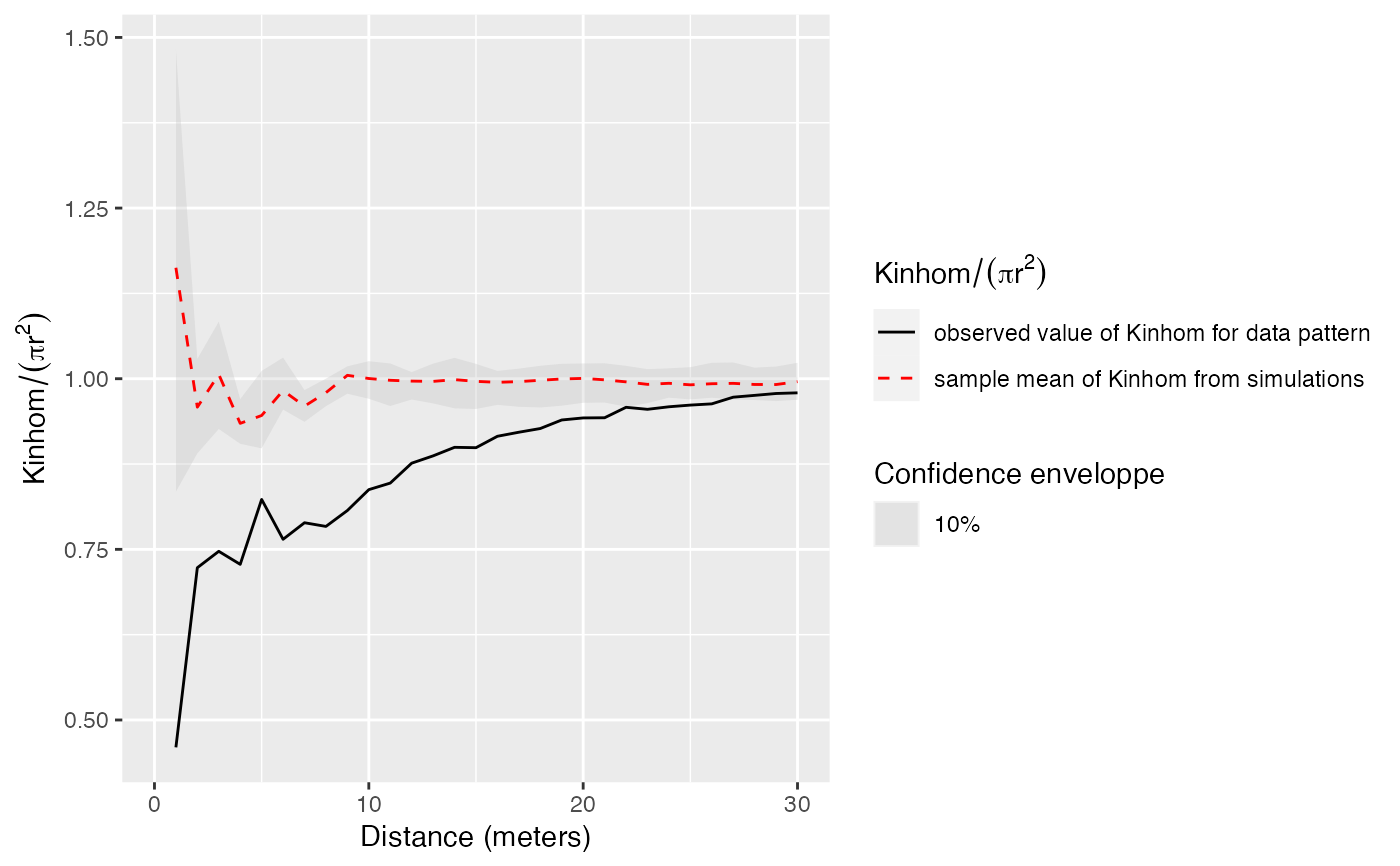 1.50
1.25
1.00
0.75
0.50
Kinhom/(πr²)
0 10 20 30
Distance (meters)
Kinhom/(πr²)
observed value of Kinhom for data pattern
sample mean of Kinhom from simulations
Confidence enveloppe
10%